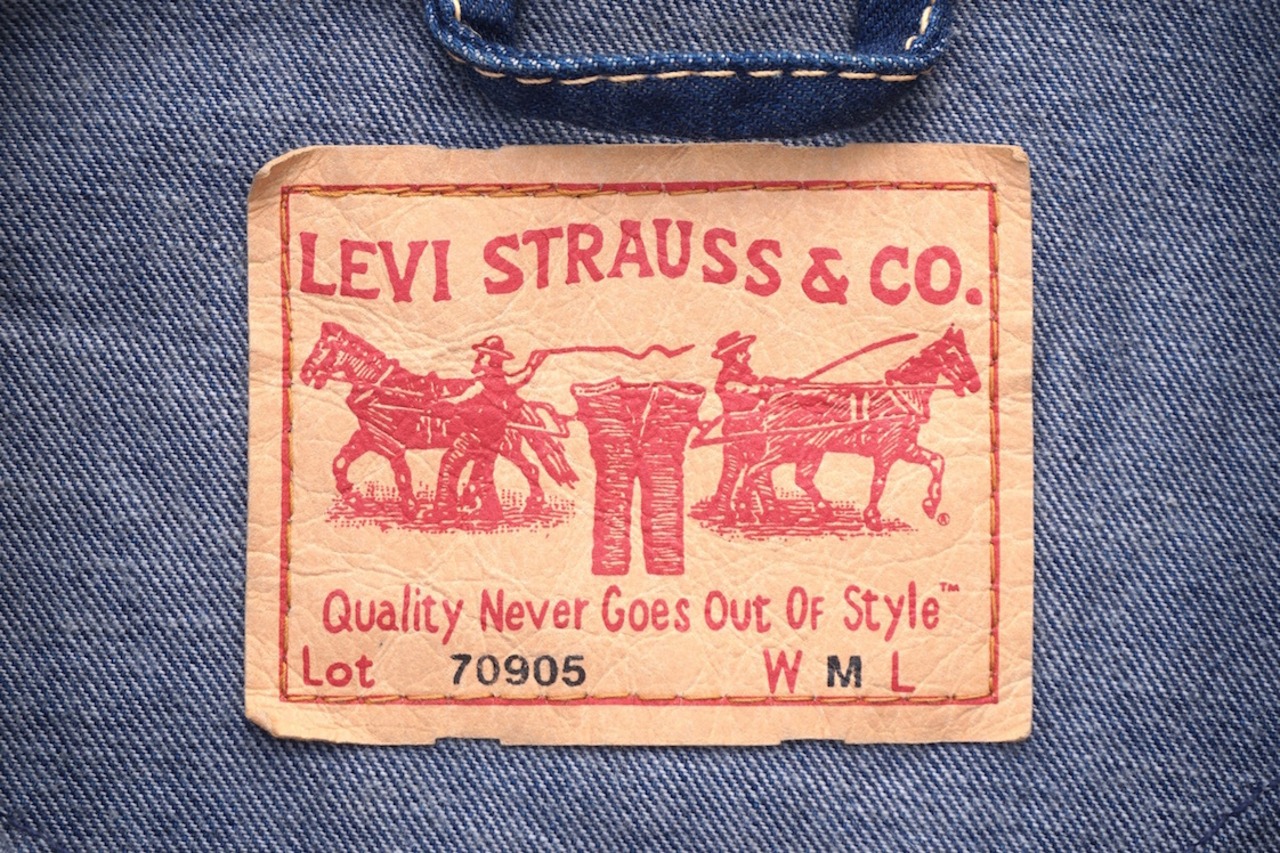 LEVI STRAUSS & CO.
®
Quality Never Goes Out Of Style™
Lot 70905 W M L